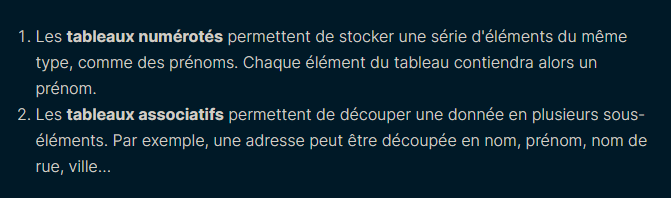 1. Les tableaux numérotés permettent de stocker une série d'éléments du même
type, comme des prénoms. Chaque élément du tableau contiendra alors un
prénom.
2. Les tableaux associatifs permettent de découper une donnée en plusieurs sous-
éléments. Par exemple, une adresse peut être découpée en nom, prénom, nom de
rue, ville...